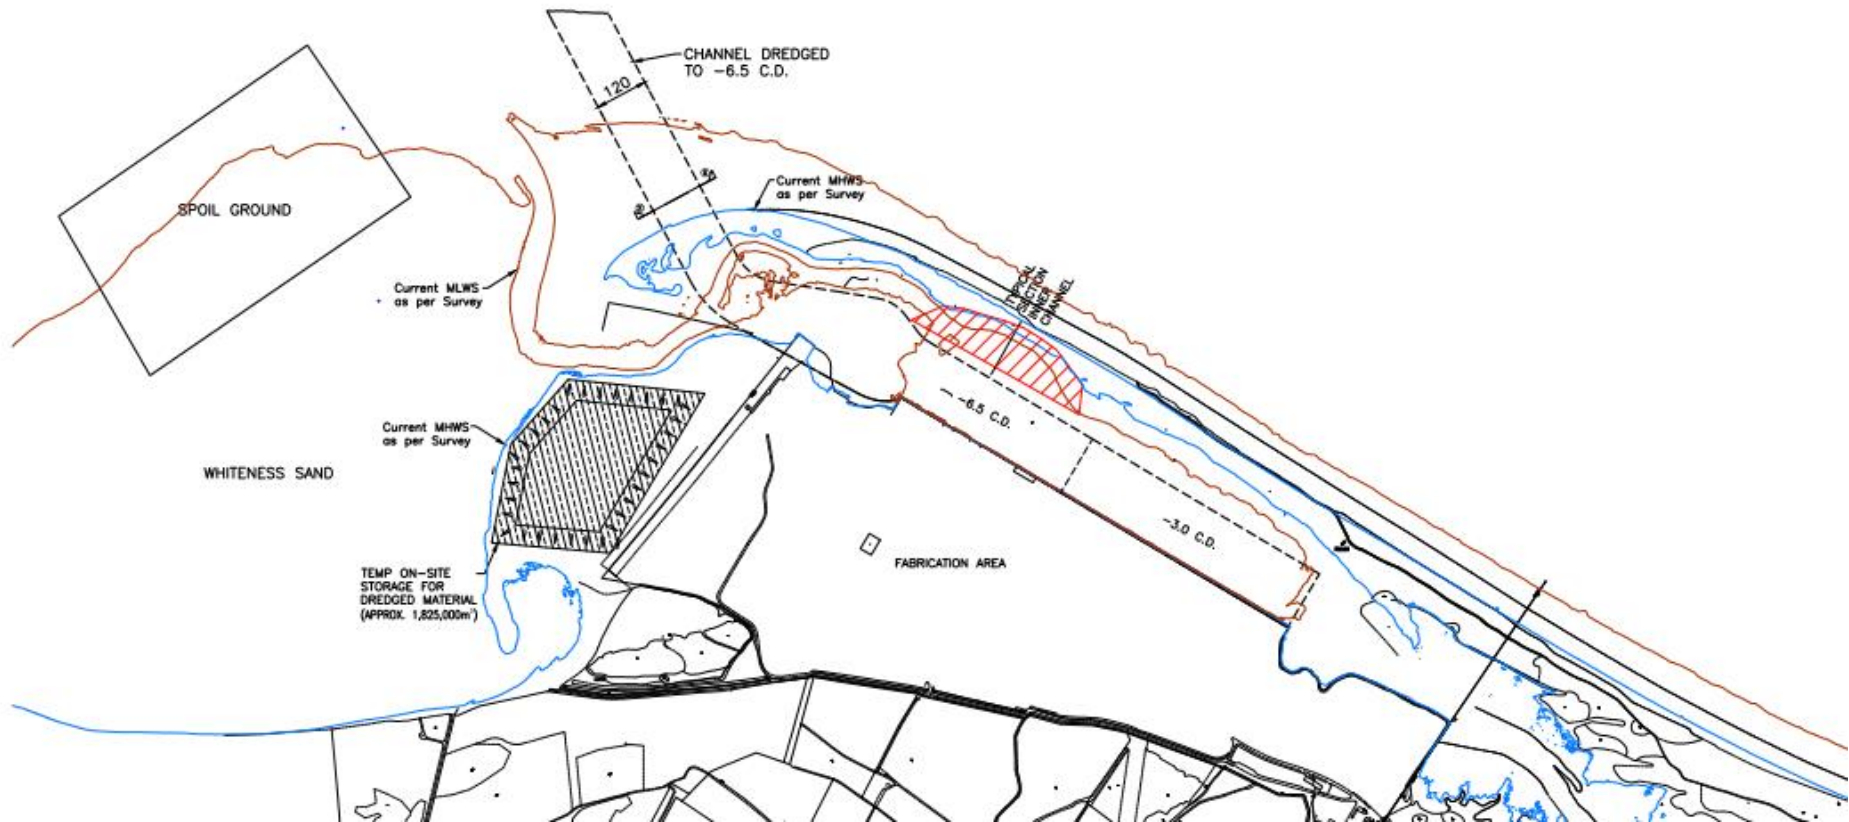 CHANNEL DREDGED
TO -6.5 C.D.
120
Current MHWS
as per Survey
SPOIL GROUND
TYPICAL
SECTION
INNER
CHANNEL
Current MLWS
as per Survey
-6.5 C.D.
Current MHWS
as per Survey
WHITENESS SAND
-3.0 C.D.
FABRICATION AREA
TEMP ON-SITE
STORAGE FOR
DREDGED MATERIAL
(APPROX. 1,825,000m³)